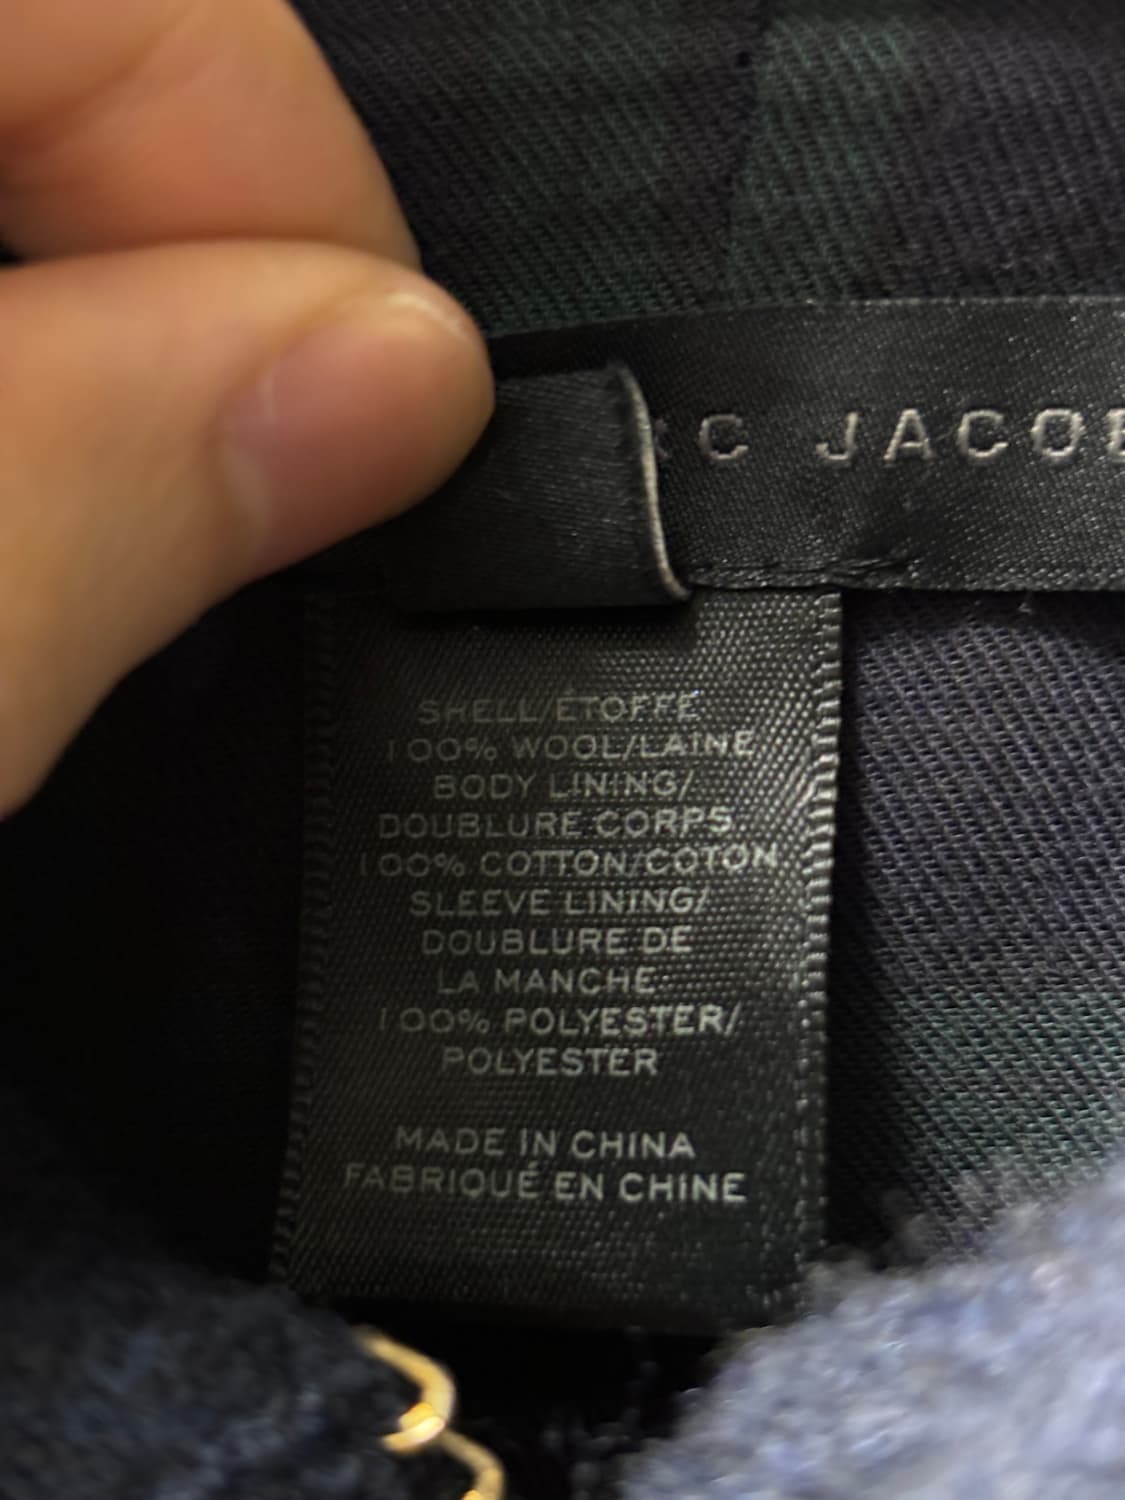 C JACOB
SHELL/ÉTOFFE
100% WOOL/LAINE
BODY LINING/
DOUBLURE CORPS
100% COTTON/COTON
SLEEVE LINING/
DOUBLURE DE
LA MANCHE
100% POLYESTER/
POLYESTER
MADE IN CHINA
FABRIQUÉ EN CHINE